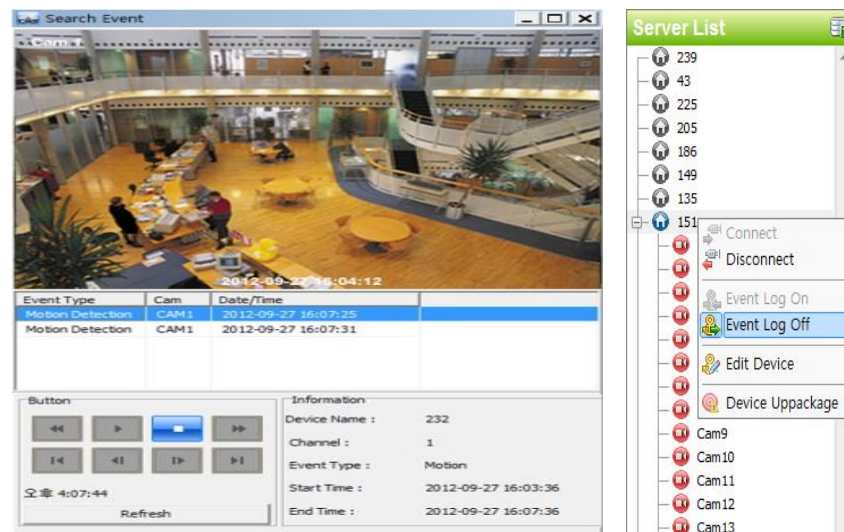 Search Event
Cam 1
2012-09-27 16:04:12
Event Type Cam Date/Time
Motion Detection CAM1 2012-09-27 16:07:25
Motion Detection CAM1 2012-09-27 16:07:31
Button
오후 4:07:44
Refresh
Information
Device Name : 232
Channel : 1
Event Type : Motion
Start Time : 2012-09-27 16:03:36
End Time : 2012-09-27 16:07:36
Server List
239
43
225
205
186
149
135
151
Connect
Disconnect
Event Log On
Event Log Off
Edit Device
Device Uppackage
Cam9
Cam10
Cam11
Cam12
Cam13